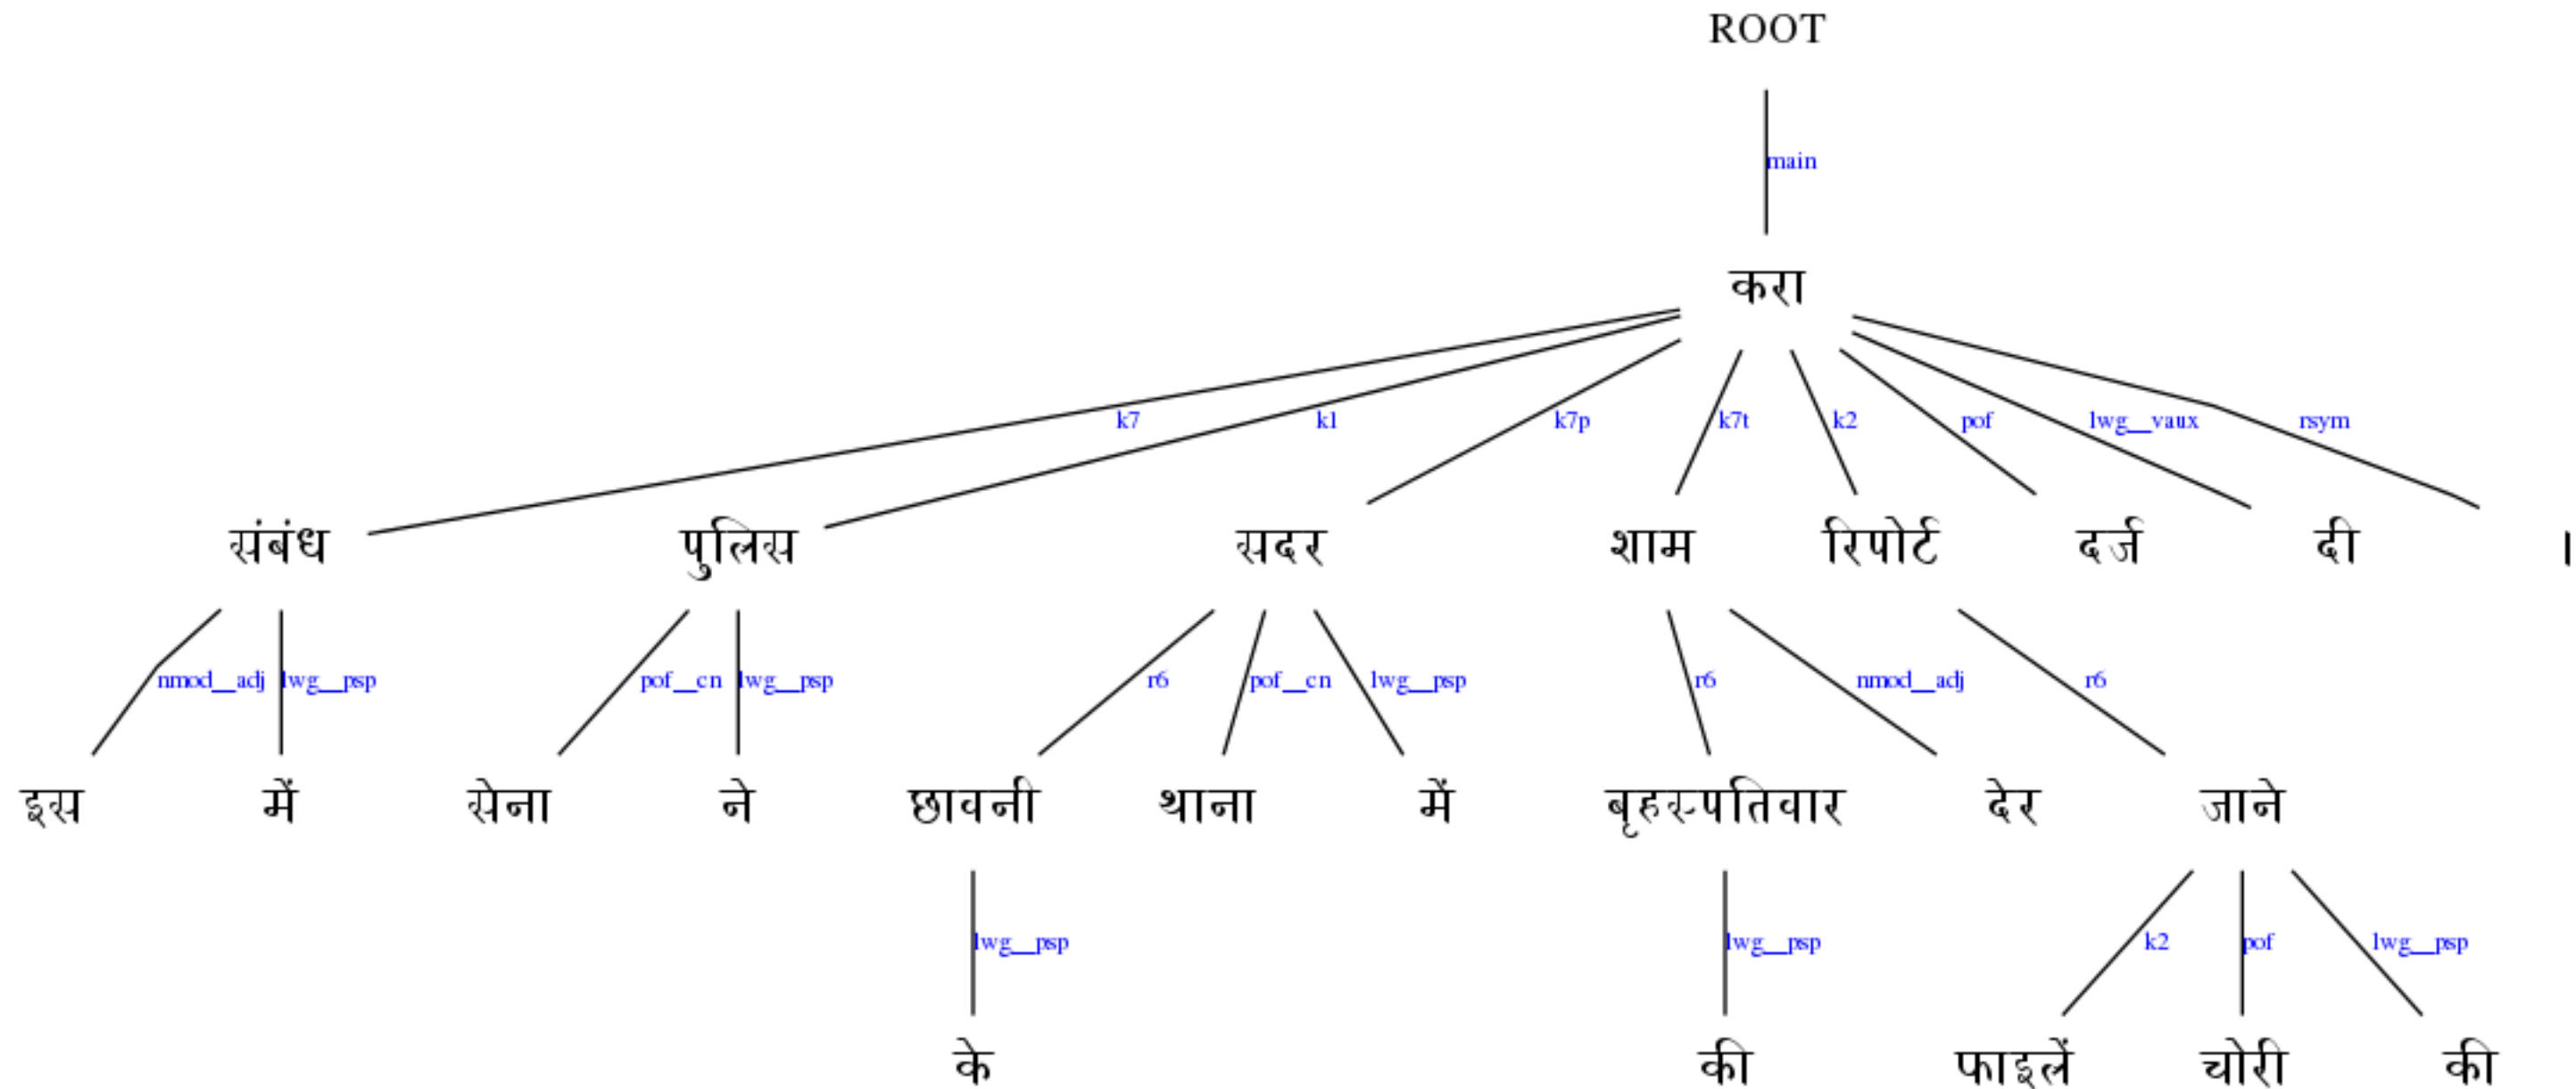 ROOT
main
करा
k7 k1 k7p k7t k2 pof lwg__vaux rsym
संबंध पुलिस सदर शाम रिपोर्ट दर्ज दी ।
nmod__adj lwg__psp pof__cn lwg__psp r6 pof__cn lwg__psp r6 nmod__adj r6
इस में सेना ने छावनी थाना में बृहस्पतिवार देर जाने
lwg__psp lwg__psp k2 pof lwg__psp
के की फाइलें चोरी की